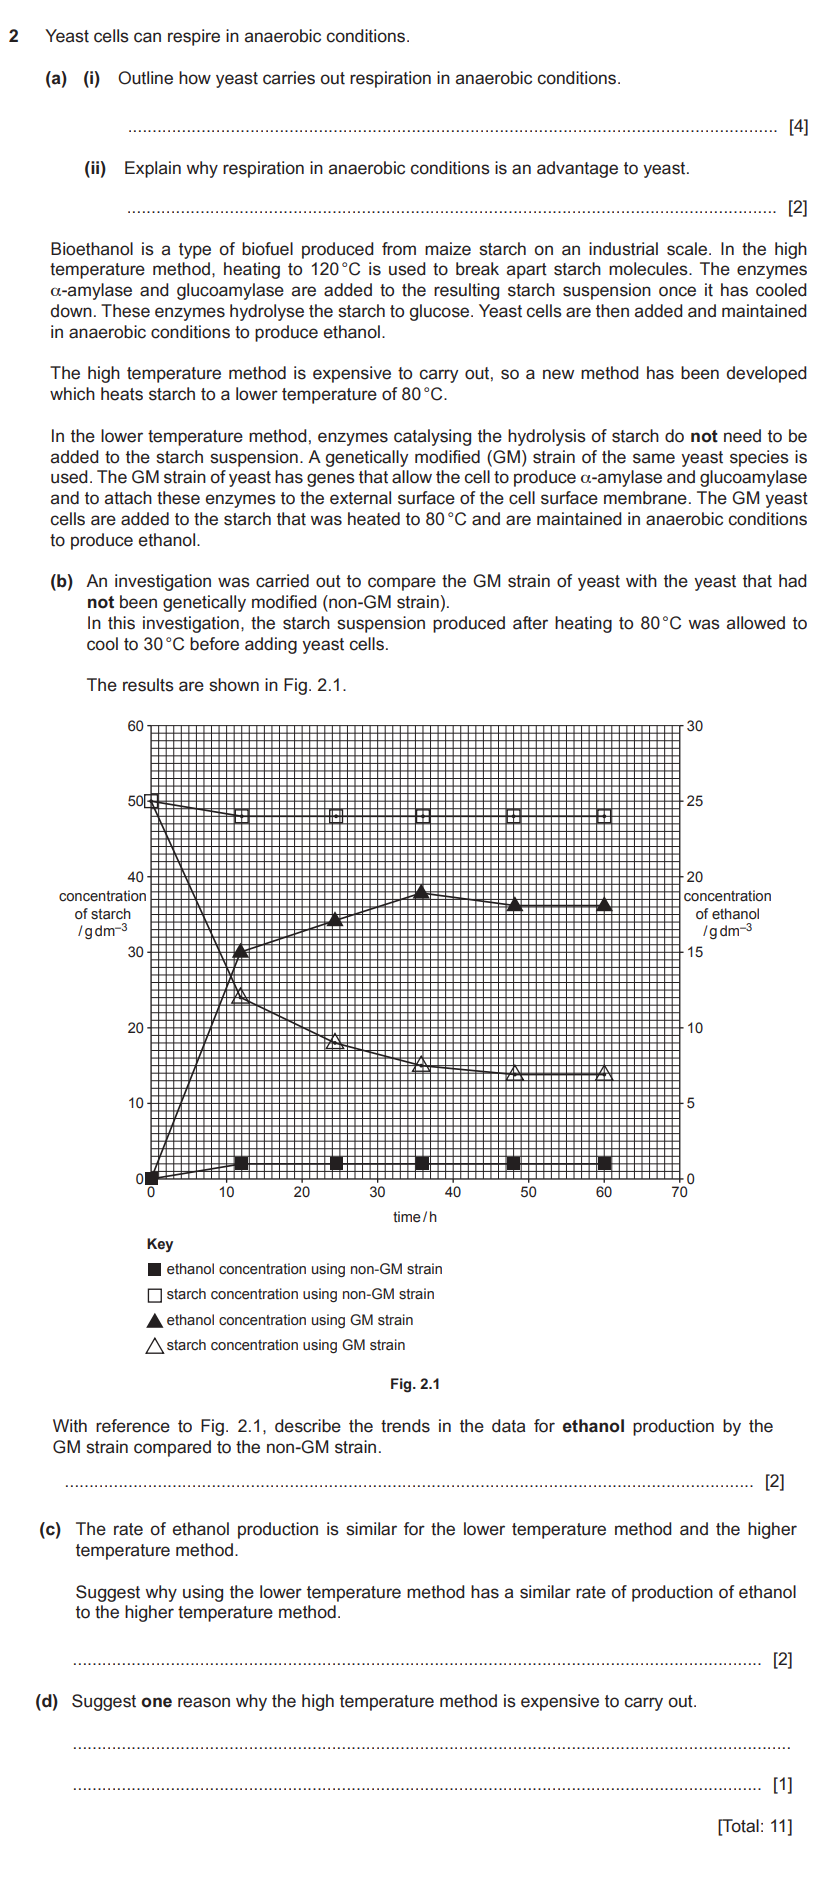 2 Yeast cells can respire in anaerobic conditions.
(a) (i) Outline how yeast carries out respiration in anaerobic conditions.
[4]
(ii) Explain why respiration in anaerobic conditions is an advantage to yeast.
[2]
Bioethanol is a type of biofuel produced from maize starch on an industrial scale. In the high
temperature method, heating to 120 °C is used to break apart starch molecules. The enzymes
α-amylase and glucoamylase are added to the resulting starch suspension once it has cooled
down. These enzymes hydrolyse the starch to glucose. Yeast cells are then added and maintained
in anaerobic conditions to produce ethanol.
The high temperature method is expensive to carry out, so a new method has been developed
which heats starch to a lower temperature of 80 °C.
In the lower temperature method, enzymes catalysing the hydrolysis of starch do not need to be
added to the starch suspension. A genetically modified (GM) strain of the same yeast species is
used. The GM strain of yeast has genes that allow the cell to produce α-amylase and glucoamylase
and to attach these enzymes to the external surface of the cell surface membrane. The GM yeast
cells are added to the starch that was heated to 80 °C and are maintained in anaerobic conditions
to produce ethanol.
(b) An investigation was carried out to compare the GM strain of yeast with the yeast that had
not been genetically modified (non-GM strain).
In this investigation, the starch suspension produced after heating to 80 °C was allowed to
cool to 30 °C before adding yeast cells.
The results are shown in Fig. 2.1.
60 30
50 25
40 20
concentration concentration
of starch of ethanol
/ g dm⁻³ / g dm⁻³
30 15
20 10
10 5
0 0
0 10 20 30 40 50 60 70
time / h
Key
ethanol concentration using non-GM strain
starch concentration using non-GM strain
ethanol concentration using GM strain
starch concentration using GM strain
Fig. 2.1
With reference to Fig. 2.1, describe the trends in the data for ethanol production by the
GM strain compared to the non-GM strain.
[2]
(c) The rate of ethanol production is similar for the lower temperature method and the higher
temperature method.
Suggest why using the lower temperature method has a similar rate of production of ethanol
to the higher temperature method.
[2]
(d) Suggest one reason why the high temperature method is expensive to carry out.
[1]
[Total: 11]